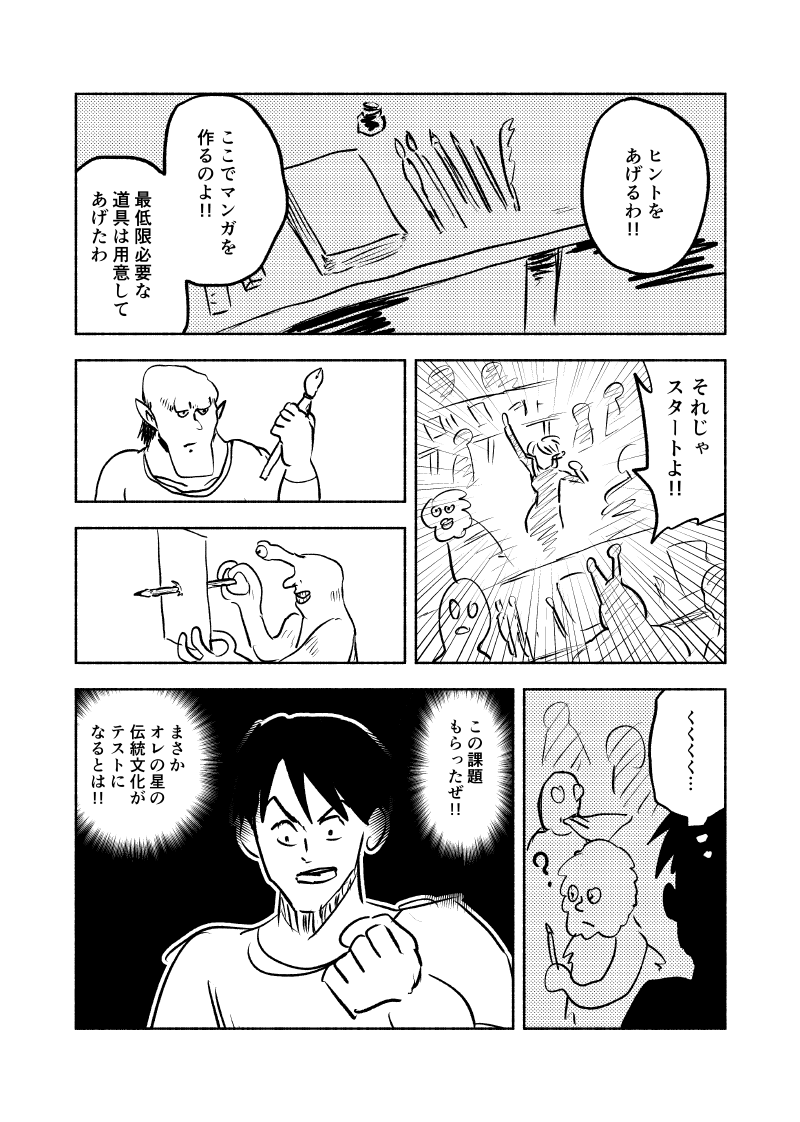 ヒントを
あげるわ!!
ここでマンガを
作るのよ!!
最低限必要な
道具は用意して
あげたわ
それじゃ
スタートよ!!
くくくく…
?
この課題
もらったぜ!!
まさか
オレの星の
伝統文化が
テストに
なるとは!!